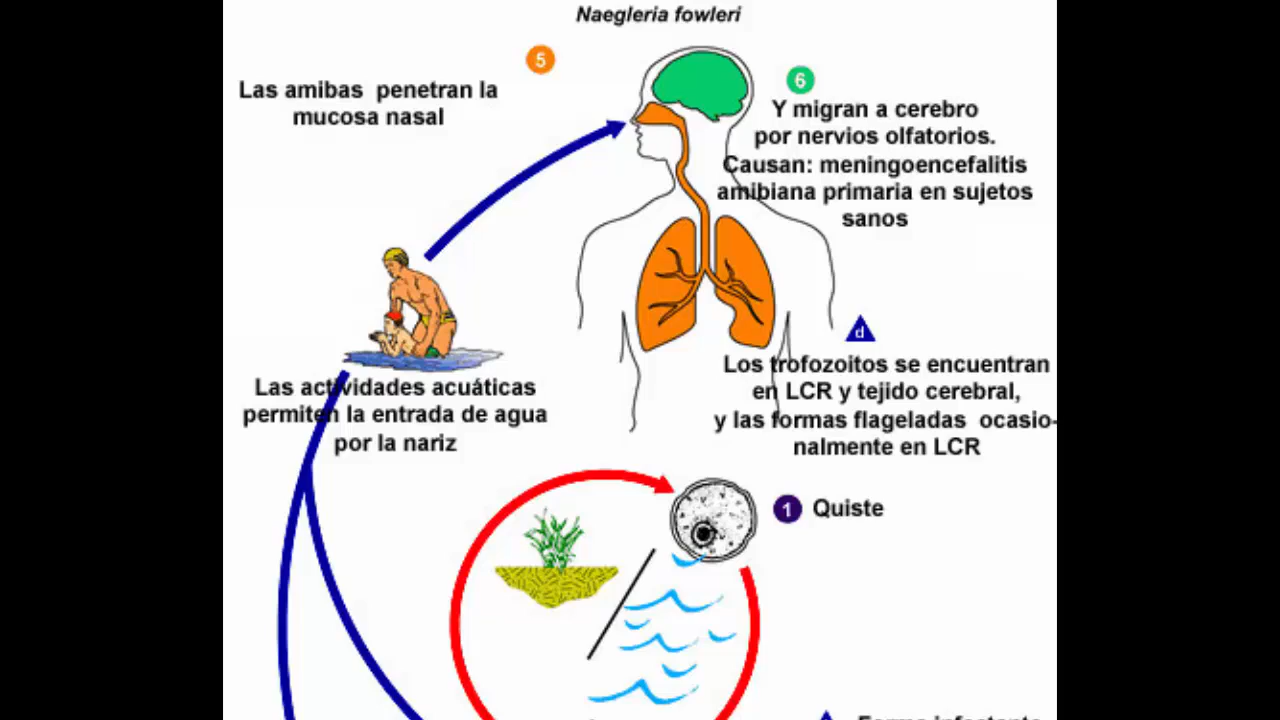 Naegleria fowleri
5
Las amibas penetran la
mucosa nasal
6
Y migran a cerebro
por nervios olfatorios.
Causan: meningoencefalitis
amibiana primaria en sujetos
sanos
Las actividades acuáticas
permiten la entrada de agua
por la nariz
d
Los trofozoitos se encuentran
en LCR y tejido cerebral,
y las formas flageladas ocasio-
nalmente en LCR
1 Quiste
Forma infectante